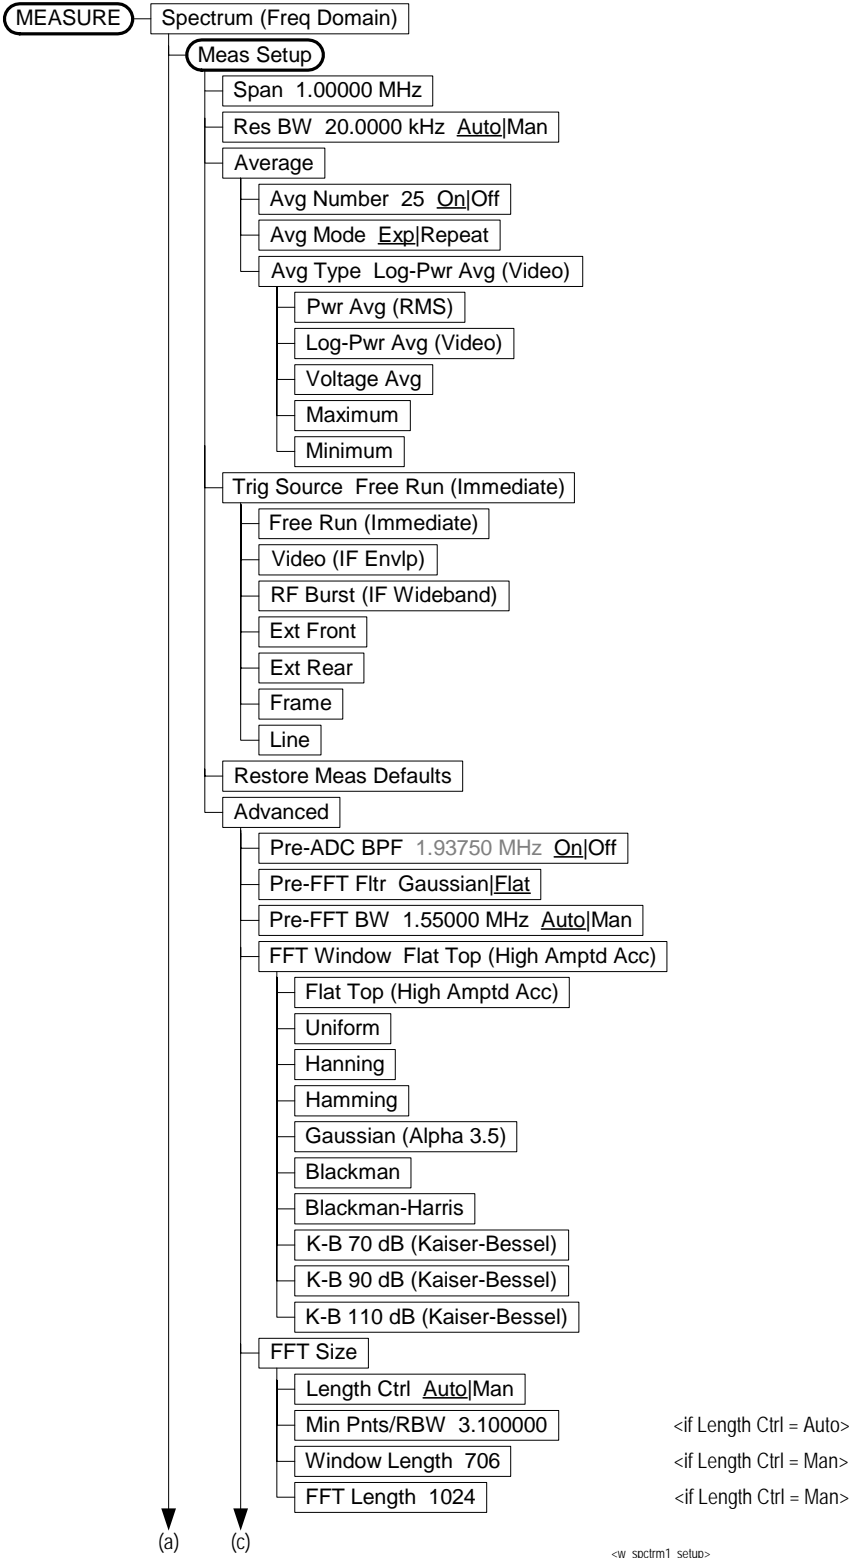 MEASURE Spectrum (Freq Domain)
Meas Setup
Span 1.00000 MHz
Res BW 20.0000 kHz Auto|Man
Average
Avg Number 25 On|Off
Avg Mode Exp|Repeat
Avg Type Log-Pwr Avg (Video)
Pwr Avg (RMS)
Log-Pwr Avg (Video)
Voltage Avg
Maximum
Minimum
Trig Source Free Run (Immediate)
Free Run (Immediate)
Video (IF Envlp)
RF Burst (IF Wideband)
Ext Front
Ext Rear
Frame
Line
Restore Meas Defaults
Advanced
Pre-ADC BPF 1.93750 MHz On|Off
Pre-FFT Fltr Gaussian|Flat
Pre-FFT BW 1.55000 MHz Auto|Man
FFT Window Flat Top (High Amptd Acc)
Flat Top (High Amptd Acc)
Uniform
Hanning
Hamming
Gaussian (Alpha 3.5)
Blackman
Blackman-Harris
K-B 70 dB (Kaiser-Bessel)
K-B 90 dB (Kaiser-Bessel)
K-B 110 dB (Kaiser-Bessel)
FFT Size
Length Ctrl Auto|Man
Min Pnts/RBW 3.100000 <if Length Ctrl = Auto>
Window Length 706 <if Length Ctrl = Man>
FFT Length 1024 <if Length Ctrl = Man>
(a) (c)
<w_spctrm1_setup>